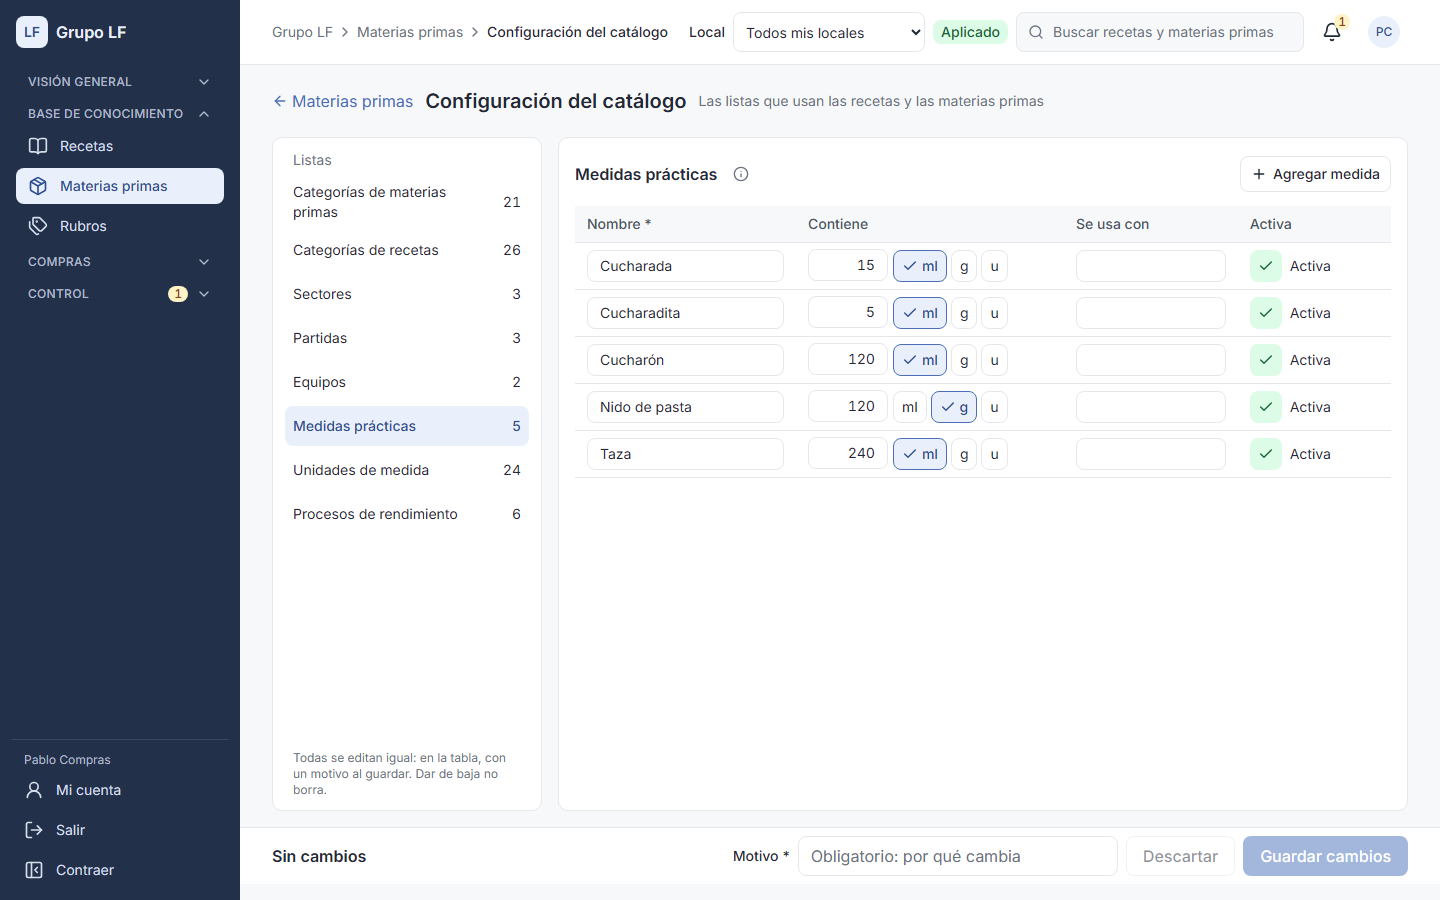 LF Grupo LF
VISIÓN GENERAL
BASE DE CONOCIMIENTO
Recetas
Materias primas
Rubros
COMPRAS
CONTROL 1
Pablo Compras
Mi cuenta
Salir
Contraer
Grupo LF Materias primas Configuración del catálogo Local Todos mis locales Aplicado Buscar recetas y materias primas 1 PC
Materias primas Configuración del catálogo Las listas que usan las recetas y las materias primas
Listas
Categorías de materias
primas 21
Categorías de recetas 26
Sectores 3
Partidas 3
Equipos 2
Medidas prácticas 5
Unidades de medida 24
Procesos de rendimiento 6
Todas se editan igual: en la tabla, con
un motivo al guardar. Dar de baja no
borra.
Medidas prácticas Agregar medida
Nombre * Contiene Se usa con Activa
Cucharada 15 ml g u Activa
Cucharadita 5 ml g u Activa
Cucharón 120 ml g u Activa
Nido de pasta 120 ml g u Activa
Taza 240 ml g u Activa
Sin cambios Motivo * Obligatorio: por qué cambia Descartar Guardar cambios